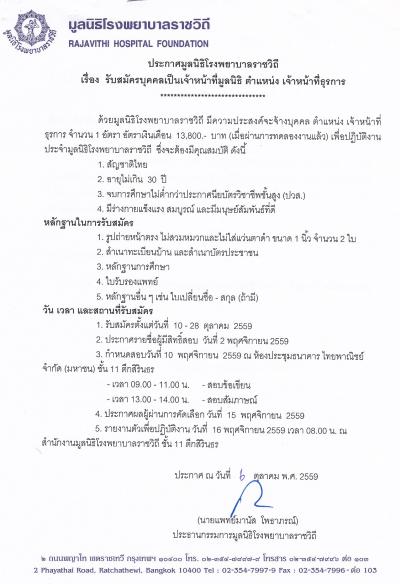 มูลนิธิโรงพยาบาลราชวิถี
RAJAVITHI HOSPITAL FOUNDATION
ประกาศมูลนิธิโรงพยาบาลราชวิถี
เรื่อง รับสมัครบุคคลเป็นเจ้าหน้าที่มูลนิธิ ตำแหน่ง เจ้าหน้าที่ธุรการ
******************************
ด้วยมูลนิธิโรงพยาบาลราชวิถี มีความประสงค์จะจ้างบุคคล ตำแหน่ง เจ้าหน้าที่
ธุรการ จำนวน 1 อัตรา อัตราเงินเดือน 13,800.- บาท (เมื่อผ่านการทดลองงานแล้ว) เพื่อปฏิบัติงาน
ประจำมูลนิธิโรงพยาบาลราชวิถี ซึ่งจะต้องมีคุณสมบัติ ดังนี้
1. สัญชาติไทย
2. อายุไม่เกิน 30 ปี
3. จบการศึกษาไม่ต่ำกว่าประกาศนียบัตรวิชาชีพชั้นสูง (ปวส.)
4. มีร่างกายแข็งแรง สมบูรณ์ และมีมนุษย์สัมพันธ์ที่ดี
หลักฐานในการรับสมัคร
1. รูปถ่ายหน้าตรง ไม่สวมหมวกและไม่ใส่แว่นตาดำ ขนาด 1 นิ้ว จำนวน 2 ใบ
2. สำเนาทะเบียนบ้าน และสำเนาบัตรประชาชน
3. หลักฐานการศึกษา
4. ใบรับรองแพทย์
5. หลักฐานอื่น ๆ เช่น ใบเปลี่ยนชื่อ - สกุล (ถ้ามี)
วัน เวลา และสถานที่รับสมัคร
1. รับสมัครตั้งแต่วันที่ 10 - 28 ตุลาคม 2559
2. ประกาศรายชื่อผู้มีสิทธิ์สอบ วันที่ 2 พฤศจิกายน 2559
3. กำหนดสอบวันที่ 10 พฤศจิกายน 2559 ณ ห้องประชุมธนาคาร ไทยพาณิชย์
จำกัด (มหาชน) ชั้น 11 ตึกสิรินธร
- เวลา 09.00 - 11.00 น. - สอบข้อเขียน
- เวลา 13.00 - 14.00 น. - สอบสัมภาษณ์
4. ประกาศผลผู้ผ่านการคัดเลือก วันที่ 15 พฤศจิกายน 2559
5. รายงานตัวเพื่อปฏิบัติงาน วันที่ 16 พฤศจิกายน 2559 เวลา 08.00 น. ณ
สำนักงานมูลนิธิโรงพยาบาลราชวิถี ชั้น 11 ตึกสิรินธร
ประกาศ ณ วันที่ 6 ตุลาคม พ.ศ. 2559
(นายแพทย์มานัส โพธาภรณ์)
ประธานกรรมการมูลนิธิโรงพยาบาลราชวิถี
๒ ถนนพญาไท เขตราชเทวี กรุงเทพฯ ๑๐๔๐๐ โทร. ๐๒-๓๕๔-๗๙๙๗-๙ โทรสาร ๐๒-๓๕๔-๗๙๙๖ ต่อ ๑๐๓
2 Phayathai Road, Ratchathewi, Bangkok 10400 Tel : 02-354-7997-9 Fax : 02-354-7996- ต่อ 103